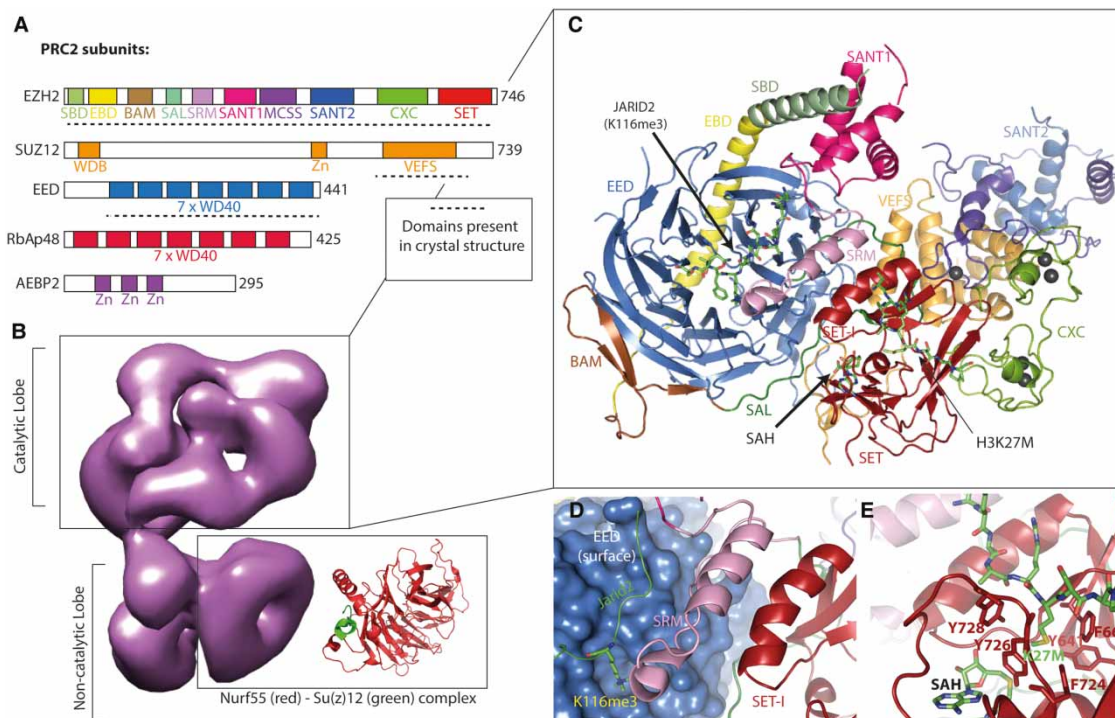 A
PRC2 subunits:
EZH2
746
SBD EBD BAM SAL SRM SANT1 MCSS SANT2 CXC SET
SUZ12
739
WDB Zn VEFS
EED
441
7 x WD40
RbAp48
425
7 x WD40
AEBP2
295
Zn Zn Zn
Domains present
in crystal structure
B
Catalytic Lobe
Non-catalytic Lobe
Nurf55 (red) - Su(z)12 (green) complex
C
SANT1
SBD
JARID2
(K116me3)
EBD
SANT2
EED
VEFS
SRM
SET-I
CXC
BAM
SAL
SAH
H3K27M
SET
D
EED
(surface)
Jarid2
SRM
K116me3
SET-I
E
Y728
Y726
Y641
K27M
F724
SAH